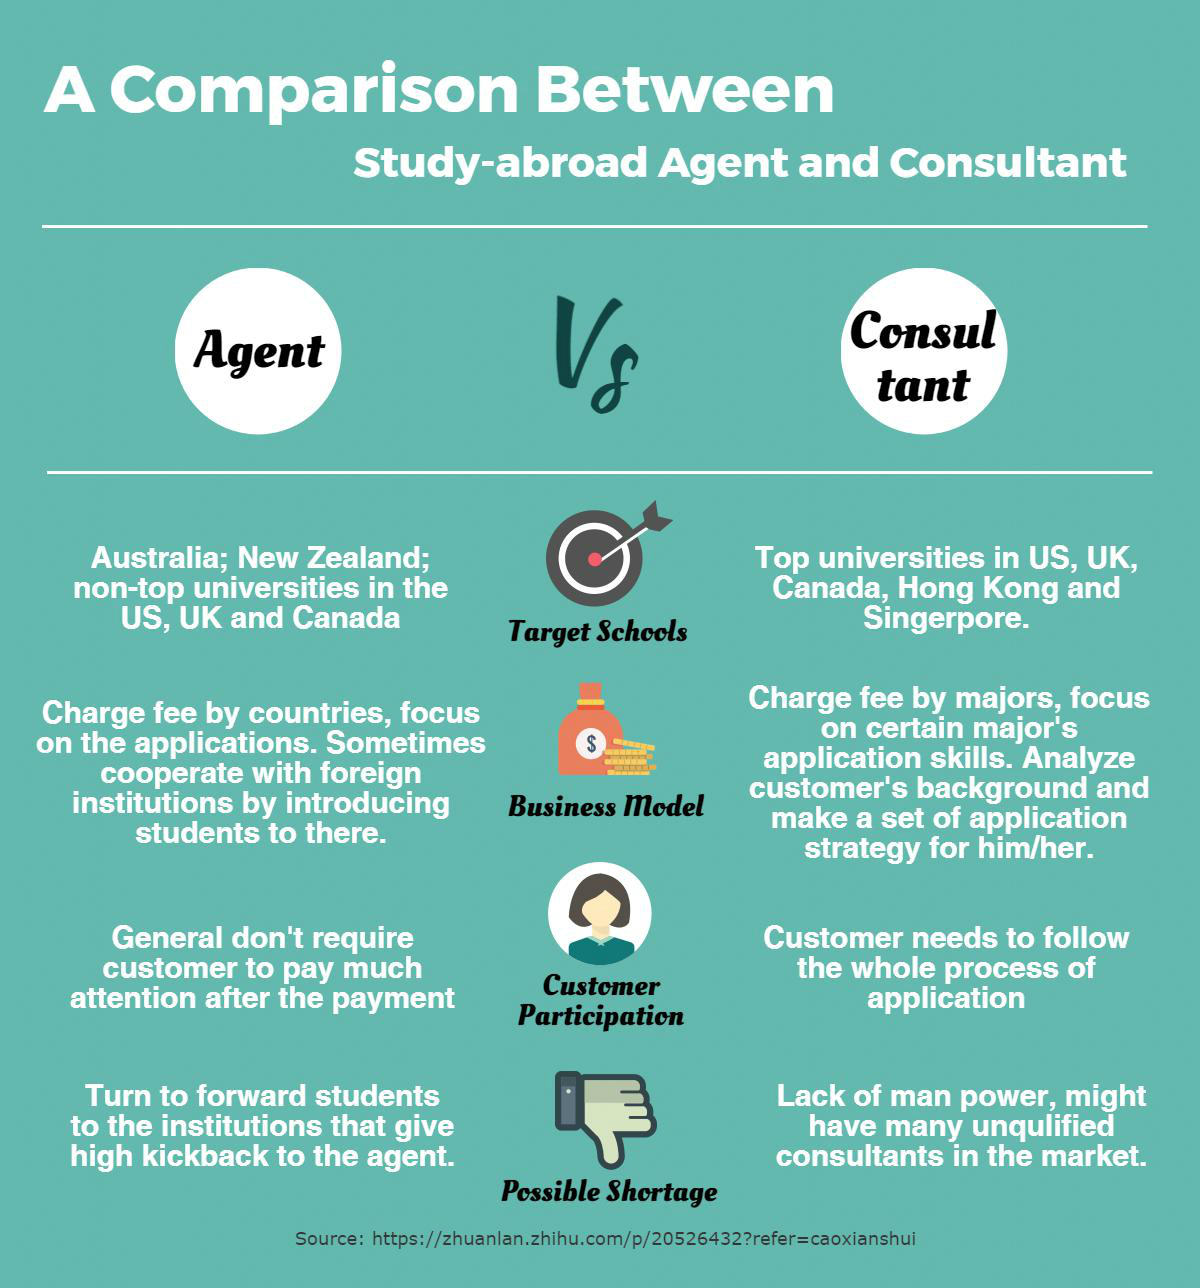 A Comparison Between
Study-abroad Agent and Consultant
Agent
Vs
Consul
tant
Australia; New Zealand;
non-top universities in the
US, UK and Canada
Target Schools
Top universities in US, UK,
Canada, Hong Kong and
Singerpore.
Charge fee by countries, focus
on the applications. Sometimes
cooperate with foreign
institutions by introducing
students to there.
$
Business Model
Charge fee by majors, focus
on certain major's
application skills. Analyze
customer's background and
make a set of application
strategy for him/her.
General don't require
customer to pay much
attention after the payment
Customer
Participation
Customer needs to follow
the whole process of
application
Turn to forward students
to the institutions that give
high kickback to the agent.
Possible Shortage
Lack of man power, might
have many unqulified
consultants in the market.
Source: https://zhuanlan.zhihu.com/p/20526432?refer=caoxianshui